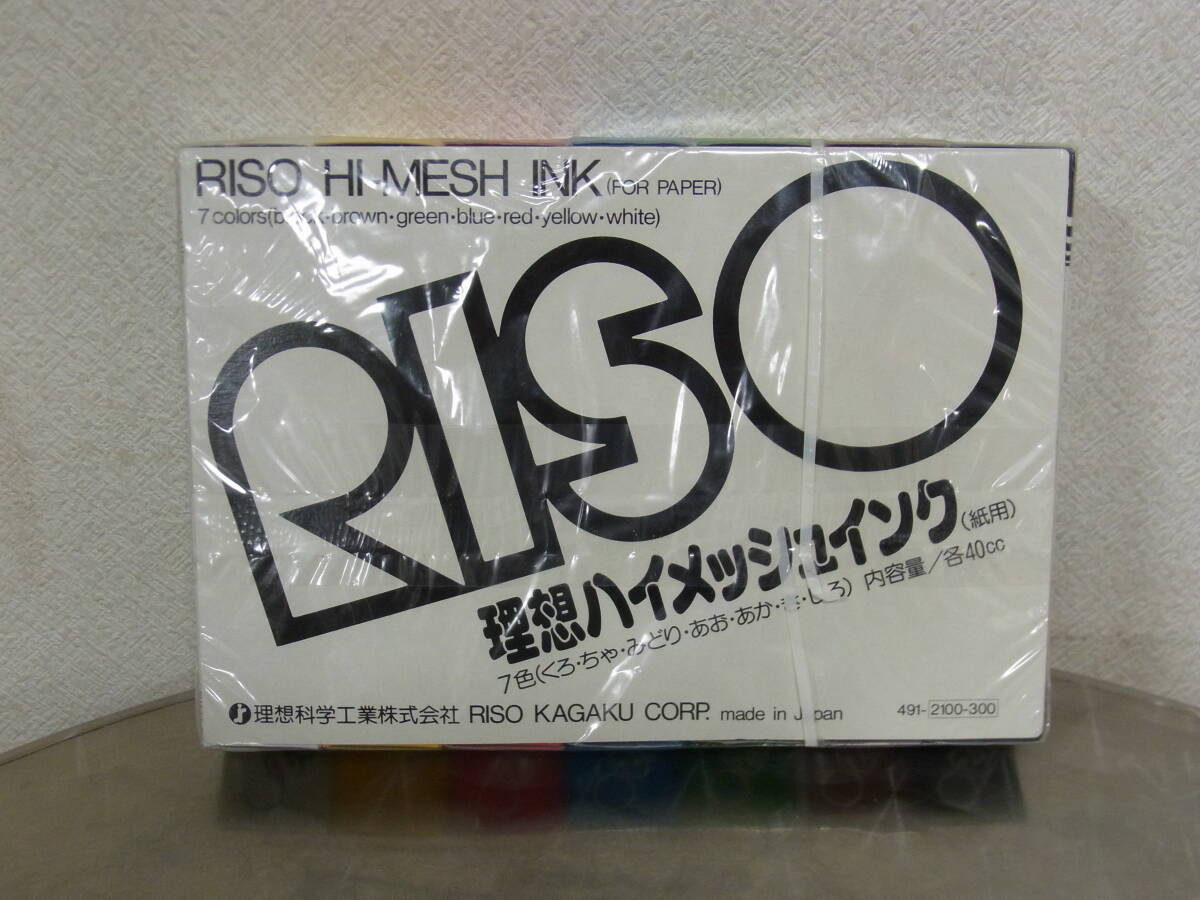 RISO HI-MESH INK (FOR PAPER)
7 colors(black・brown・green・blue・red・yellow・white)
RISO
理想ハイメッシュインク(紙用)
7色(くろ・ちゃ・みどり・あお・あか・き・しろ) 内容量/各40cc
理想科学工業株式会社 RISO KAGAKU CORP. made in Japan 491-2100-300